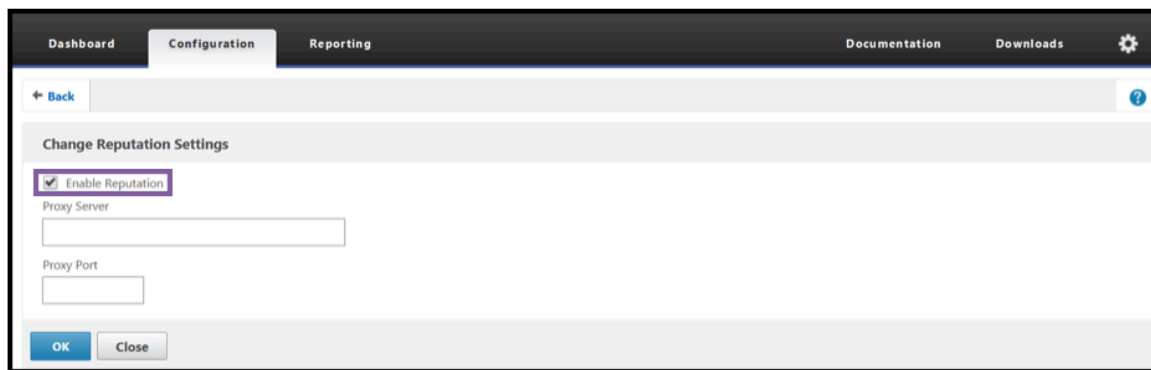 Dashboard Configuration Reporting Documentation Downloads
Back
?
Change Reputation Settings
Enable Reputation
Proxy Server
Proxy Port
OK Close